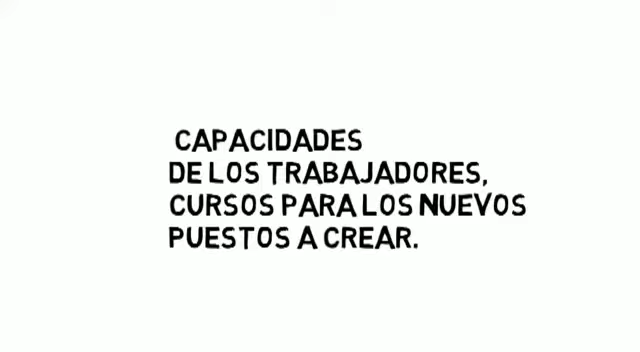 CAPACIDADES
DE LOS TRABAJADORES,
CURSOS PARA LOS NUEVOS
PUESTOS A CREAR.